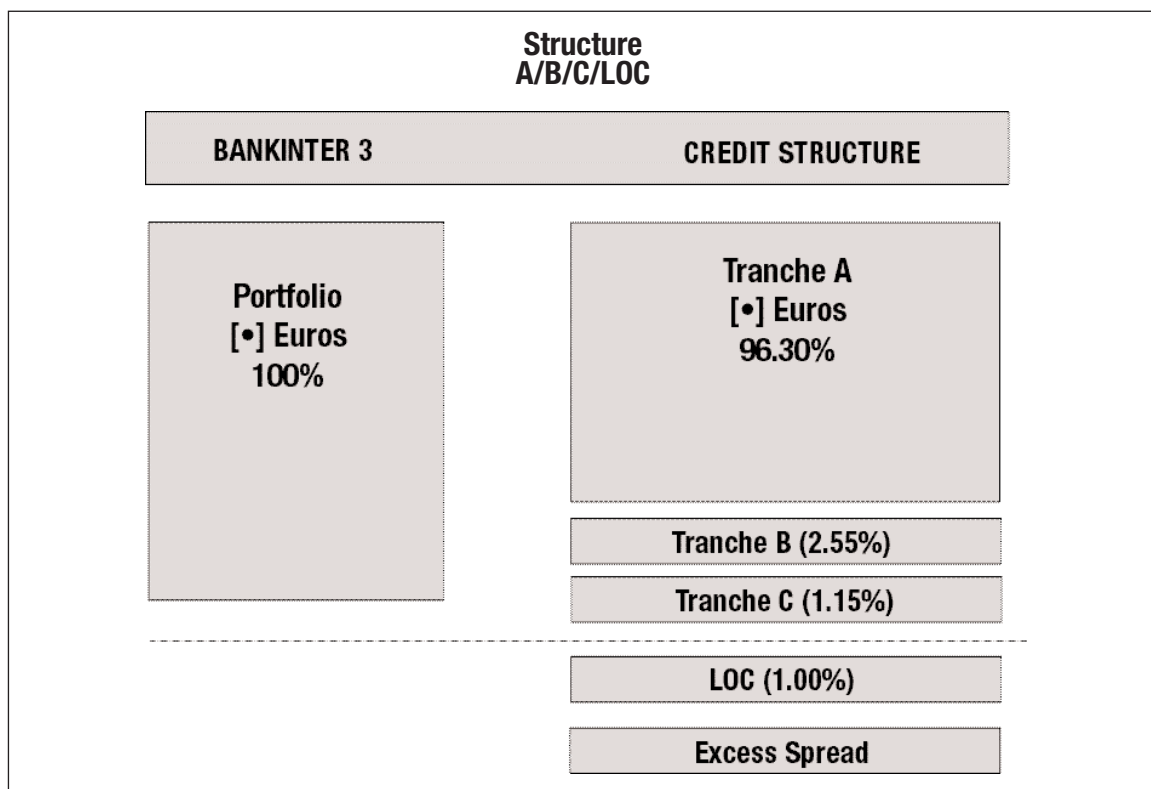 Structure
A/B/C/LOC
BANKINTER 3
CREDIT STRUCTURE
Portfolio
[•] Euros
100%
Tranche A
[•] Euros
96.30%
Tranche B (2.55%)
Tranche C (1.15%)
LOC (1.00%)
Excess Spread